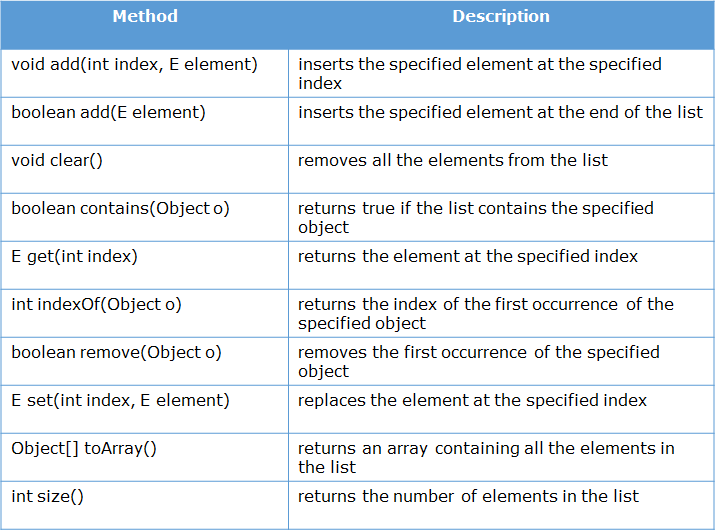 Method Description
void add(int index, E element) inserts the specified element at the specified
index
boolean add(E element) inserts the specified element at the end of the list
void clear() removes all the elements from the list
boolean contains(Object o) returns true if the list contains the specified
object
E get(int index) returns the element at the specified index
int indexOf(Object o) returns the index of the first occurrence of the
specified object
boolean remove(Object o) removes the first occurrence of the specified
object
E set(int index, E element) replaces the element at the specified index
Object[] toArray() returns an array containing all the elements in
the list
int size() returns the number of elements in the list